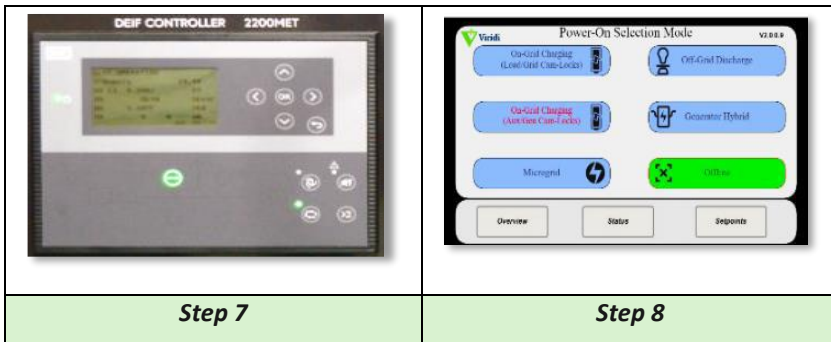 DEIF CONTROLLER 2200MET
Viridi
Power-On Selection Mode
V2.0.0.9
On-Grid Charging
(Load/Grid Cam-Locks)
Off-Grid Discharge
On-Grid Charging
(Aux/Gen Cam-Locks)
Generator Hybrid
Microgrid
Offline
Overview
Status
Setpoints
OK
Step 7
Step 8